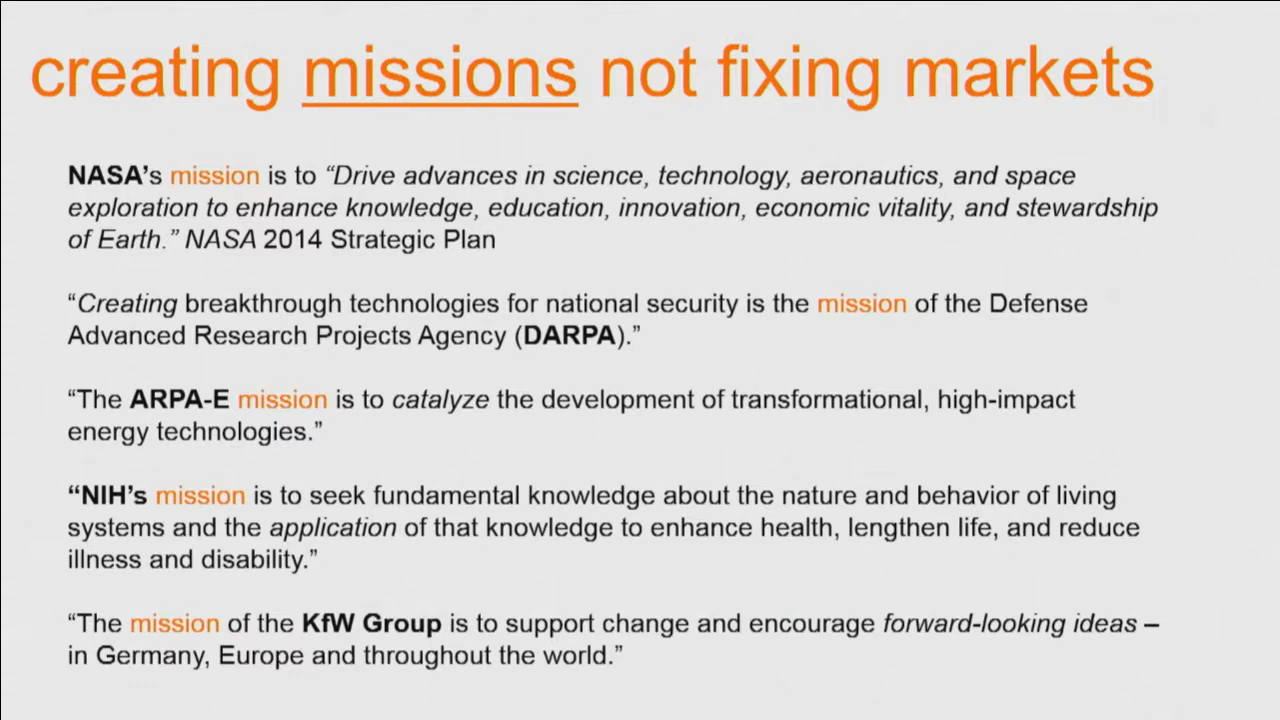 creating missions not fixing markets
NASA’s mission is to “Drive advances in science, technology, aeronautics, and space
exploration to enhance knowledge, education, innovation, economic vitality, and stewardship
of Earth.” NASA 2014 Strategic Plan
“Creating breakthrough technologies for national security is the mission of the Defense
Advanced Research Projects Agency (DARPA).”
“The ARPA-E mission is to catalyze the development of transformational, high-impact
energy technologies.”
“NIH’s mission is to seek fundamental knowledge about the nature and behavior of living
systems and the application of that knowledge to enhance health, lengthen life, and reduce
illness and disability.”
“The mission of the KfW Group is to support change and encourage forward-looking ideas –
in Germany, Europe and throughout the world.”